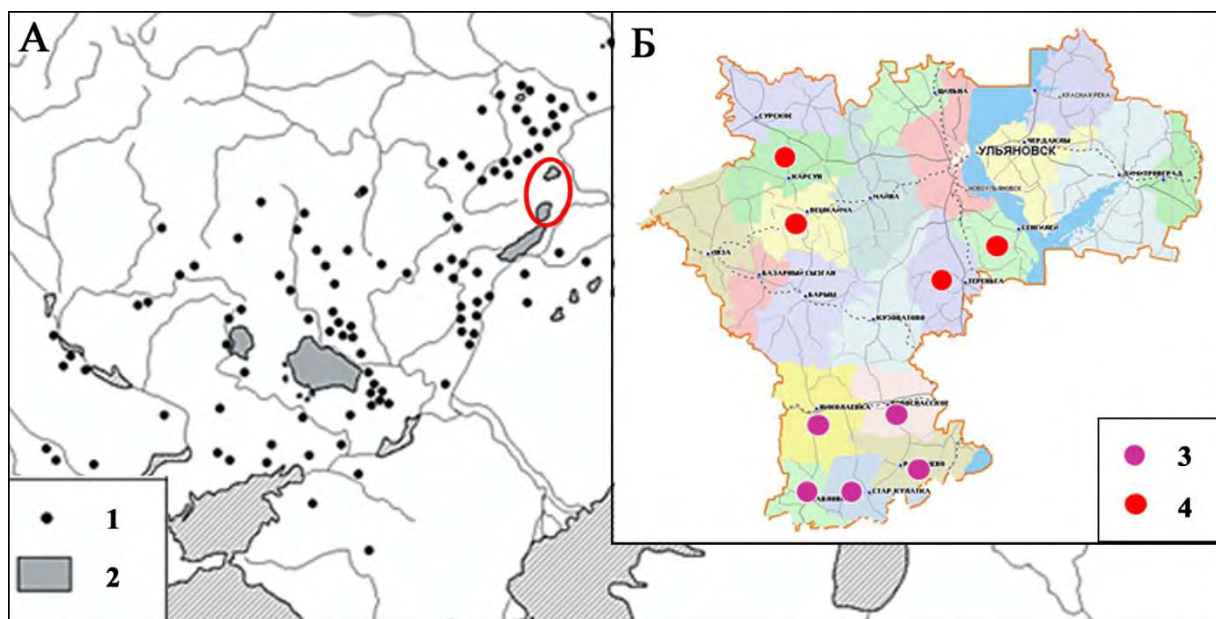 А
1
2
Б
ЦИЛЬНА
КРАСНАЯ РЕКА
СУРСКОЕ
УЛЬЯНОВСК
ЧЕРДАКЛЫ
ДИМИТРОВГРАД
КАРСУН
НОВОУЛЬЯНОВСК
МАЙНА
ВЕШКАЙМА
СЕНГИЛЕЙ
ИНЗА
БАЗАРНЫЙ СЫЗГАН
ТЕРЕНЬГА
БАРЫШ
КУЗОВАТОВО
НИКОЛАЕВКА
СТАР.КУЛАТКА
3
4